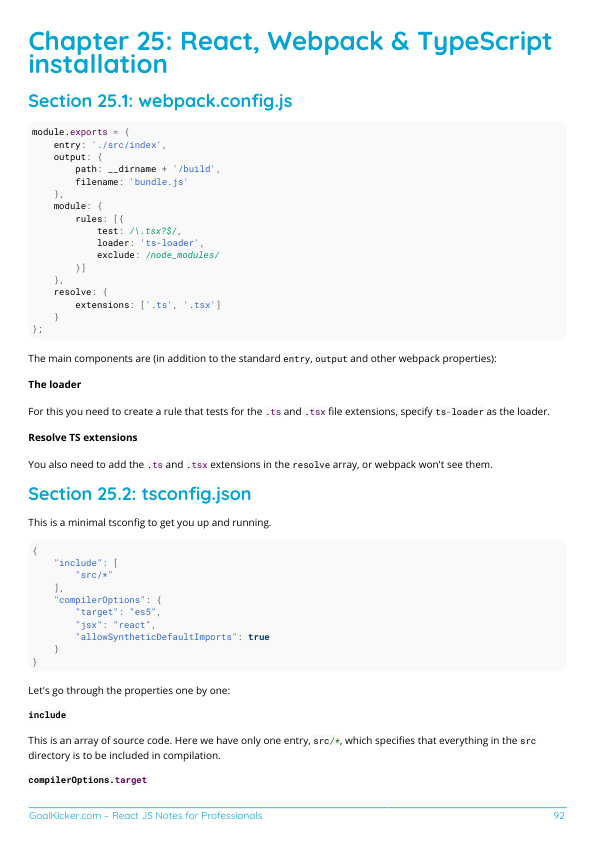 Chapter 25: React, Webpack & TypeScript
installation
Section 25.1: webpack.config.js
module.exports = {
    entry: './src/index',
    output: {
        path: __dirname + '/build',
        filename: 'bundle.js'
    },
    module: {
        rules: [{
            test: /\.tsx?$/,
            loader: 'ts-loader',
            exclude: /node_modules/
        }]
    },
    resolve: {
        extensions: ['.ts', '.tsx']
    }
};
The main components are (in addition to the standard entry, output and other webpack properties):
The loader
For this you need to create a rule that tests for the .ts and .tsx file extensions, specify ts-loader as the loader.
Resolve TS extensions
You also need to add the .ts and .tsx extensions in the resolve array, or webpack won't see them.
Section 25.2: tsconfig.json
This is a minimal tsconfig to get you up and running.
{
    "include": [
        "src/*"
    ],
    "compilerOptions": {
        "target": "es5",
        "jsx": "react",
        "allowSyntheticDefaultImports": true
    }
}
Let's go through the properties one by one:
include
This is an array of source code. Here we have only one entry, src/*, which specifies that everything in the src
directory is to be included in compilation.
compilerOptions.target
GoalKicker.com – React JS Notes for Professionals 92